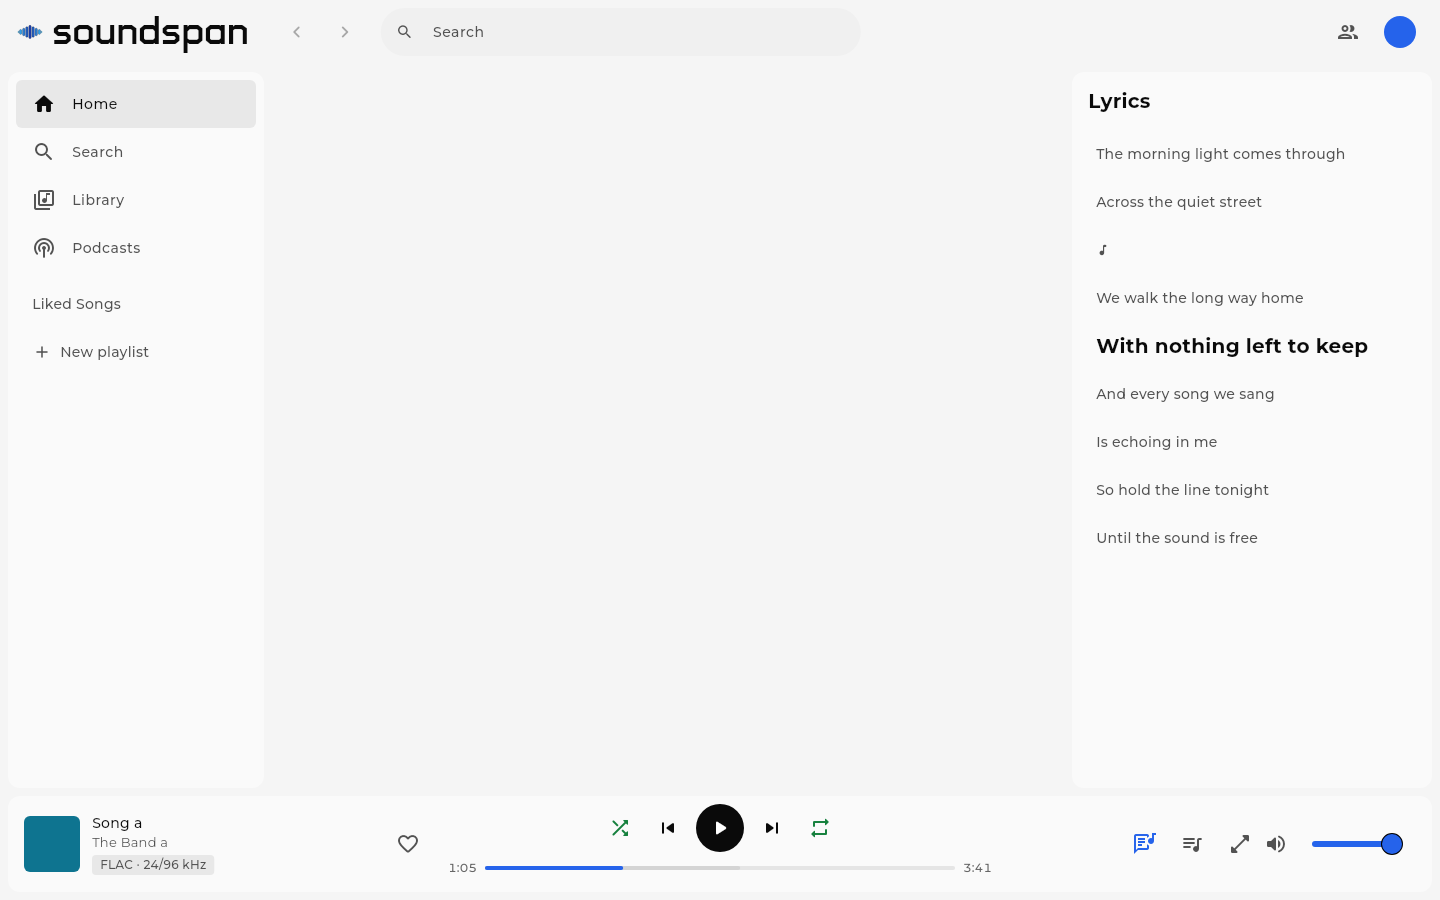 soundspan
Search
Home
Search
Library
Podcasts
Liked Songs
New playlist
Lyrics
The morning light comes through
Across the quiet street
♪
We walk the long way home
With nothing left to keep
And every song we sang
Is echoing in me
So hold the line tonight
Until the sound is free
Song a
The Band a
FLAC · 24/96 kHz
1:05
3:41